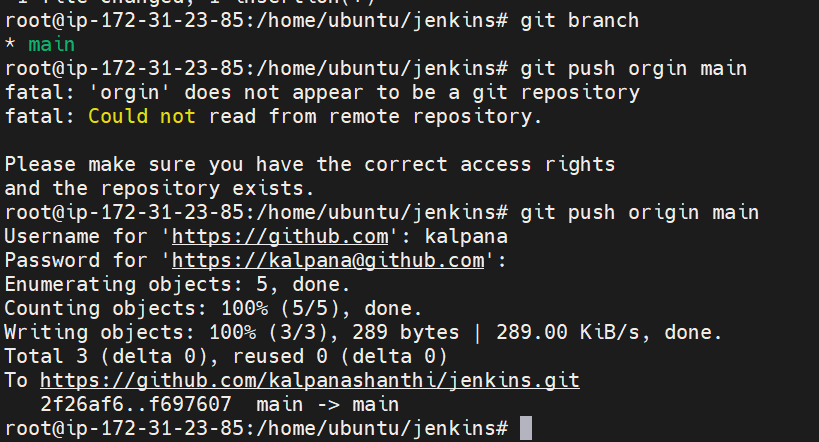 1 file changed, 1 insertion(+)
root@ip-172-31-23-85:/home/ubuntu/jenkins# git branch
* main
root@ip-172-31-23-85:/home/ubuntu/jenkins# git push orgin main
fatal: 'orgin' does not appear to be a git repository
fatal: Could not read from remote repository.

Please make sure you have the correct access rights
and the repository exists.
root@ip-172-31-23-85:/home/ubuntu/jenkins# git push origin main
Username for 'https://github.com': kalpana
Password for 'https://kalpana@github.com':
Enumerating objects: 5, done.
Counting objects: 100% (5/5), done.
Writing objects: 100% (3/3), 289 bytes | 289.00 KiB/s, done.
Total 3 (delta 0), reused 0 (delta 0)
To https://github.com/kalpanashanthi/jenkins.git
   2f26af6..f697607  main -> main
root@ip-172-31-23-85:/home/ubuntu/jenkins#